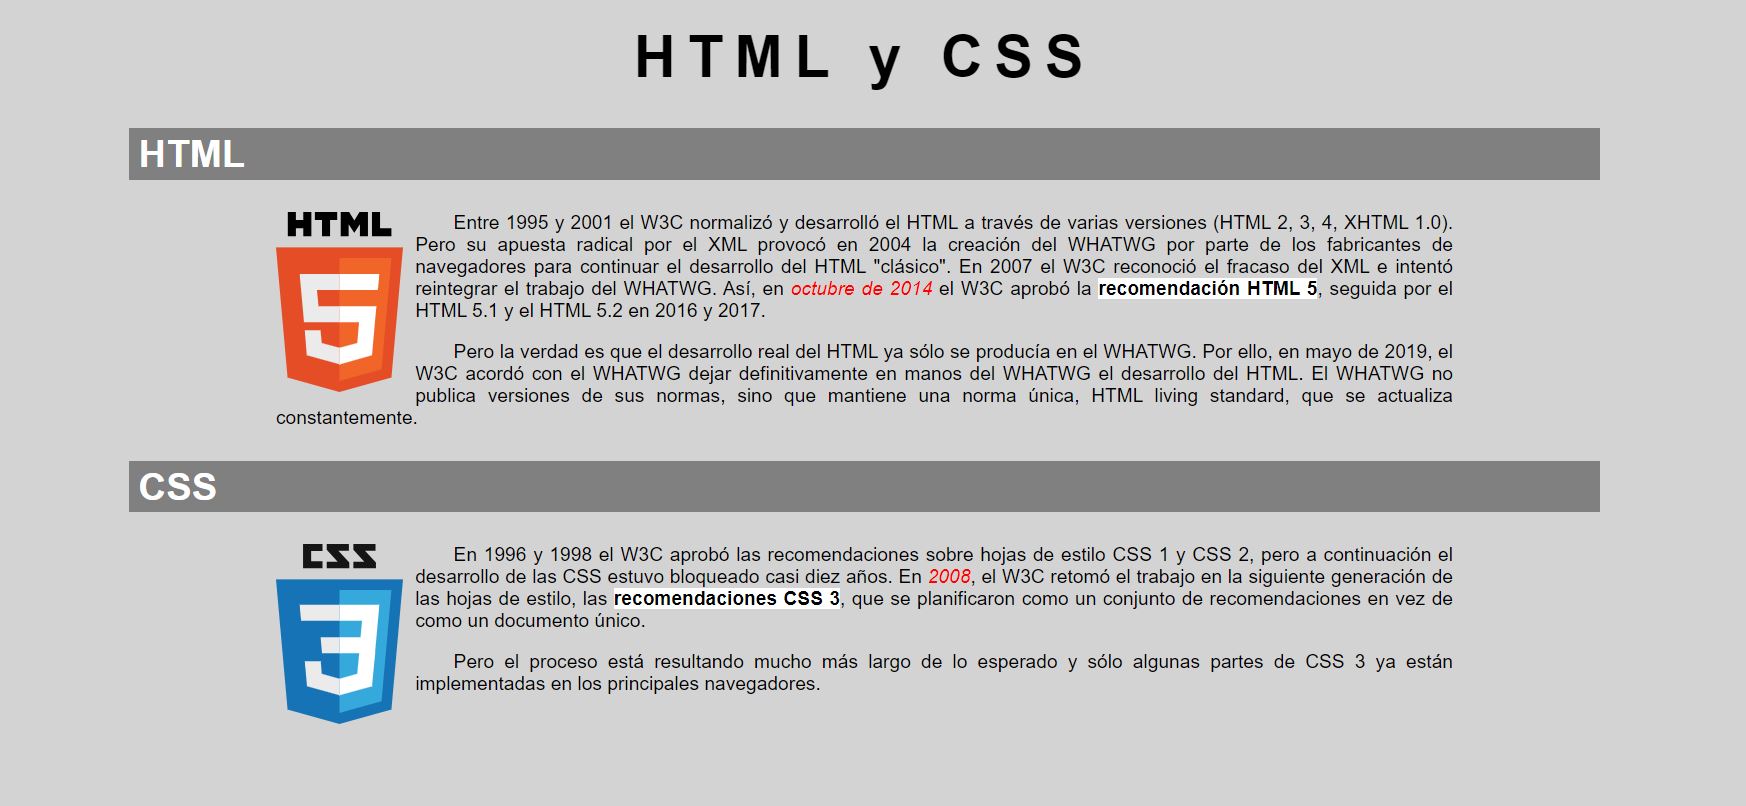 HTML y CSS
HTML
HTML
5
Entre 1995 y 2001 el W3C normalizó y desarrolló el HTML a través de varias versiones (HTML 2, 3, 4, XHTML 1.0).
Pero su apuesta radical por el XML provocó en 2004 la creación del WHATWG por parte de los fabricantes de
navegadores para continuar el desarrollo del HTML "clásico". En 2007 el W3C reconoció el fracaso del XML e intentó
reintegrar el trabajo del WHATWG. Así, en octubre de 2014 el W3C aprobó la recomendación HTML 5, seguida por el
HTML 5.1 y el HTML 5.2 en 2016 y 2017.
Pero la verdad es que el desarrollo real del HTML ya sólo se producía en el WHATWG. Por ello, en mayo de 2019, el
W3C acordó con el WHATWG dejar definitivamente en manos del WHATWG el desarrollo del HTML. El WHATWG no
publica versiones de sus normas, sino que mantiene una norma única, HTML living standard, que se actualiza
constantemente.
CSS
CSS
3
En 1996 y 1998 el W3C aprobó las recomendaciones sobre hojas de estilo CSS 1 y CSS 2, pero a continuación el
desarrollo de las CSS estuvo bloqueado casi diez años. En 2008, el W3C retomó el trabajo en la siguiente generación de
las hojas de estilo, las recomendaciones CSS 3, que se planificaron como un conjunto de recomendaciones en vez de
como un documento único.
Pero el proceso está resultando mucho más largo de lo esperado y sólo algunas partes de CSS 3 ya están
implementadas en los principales navegadores.